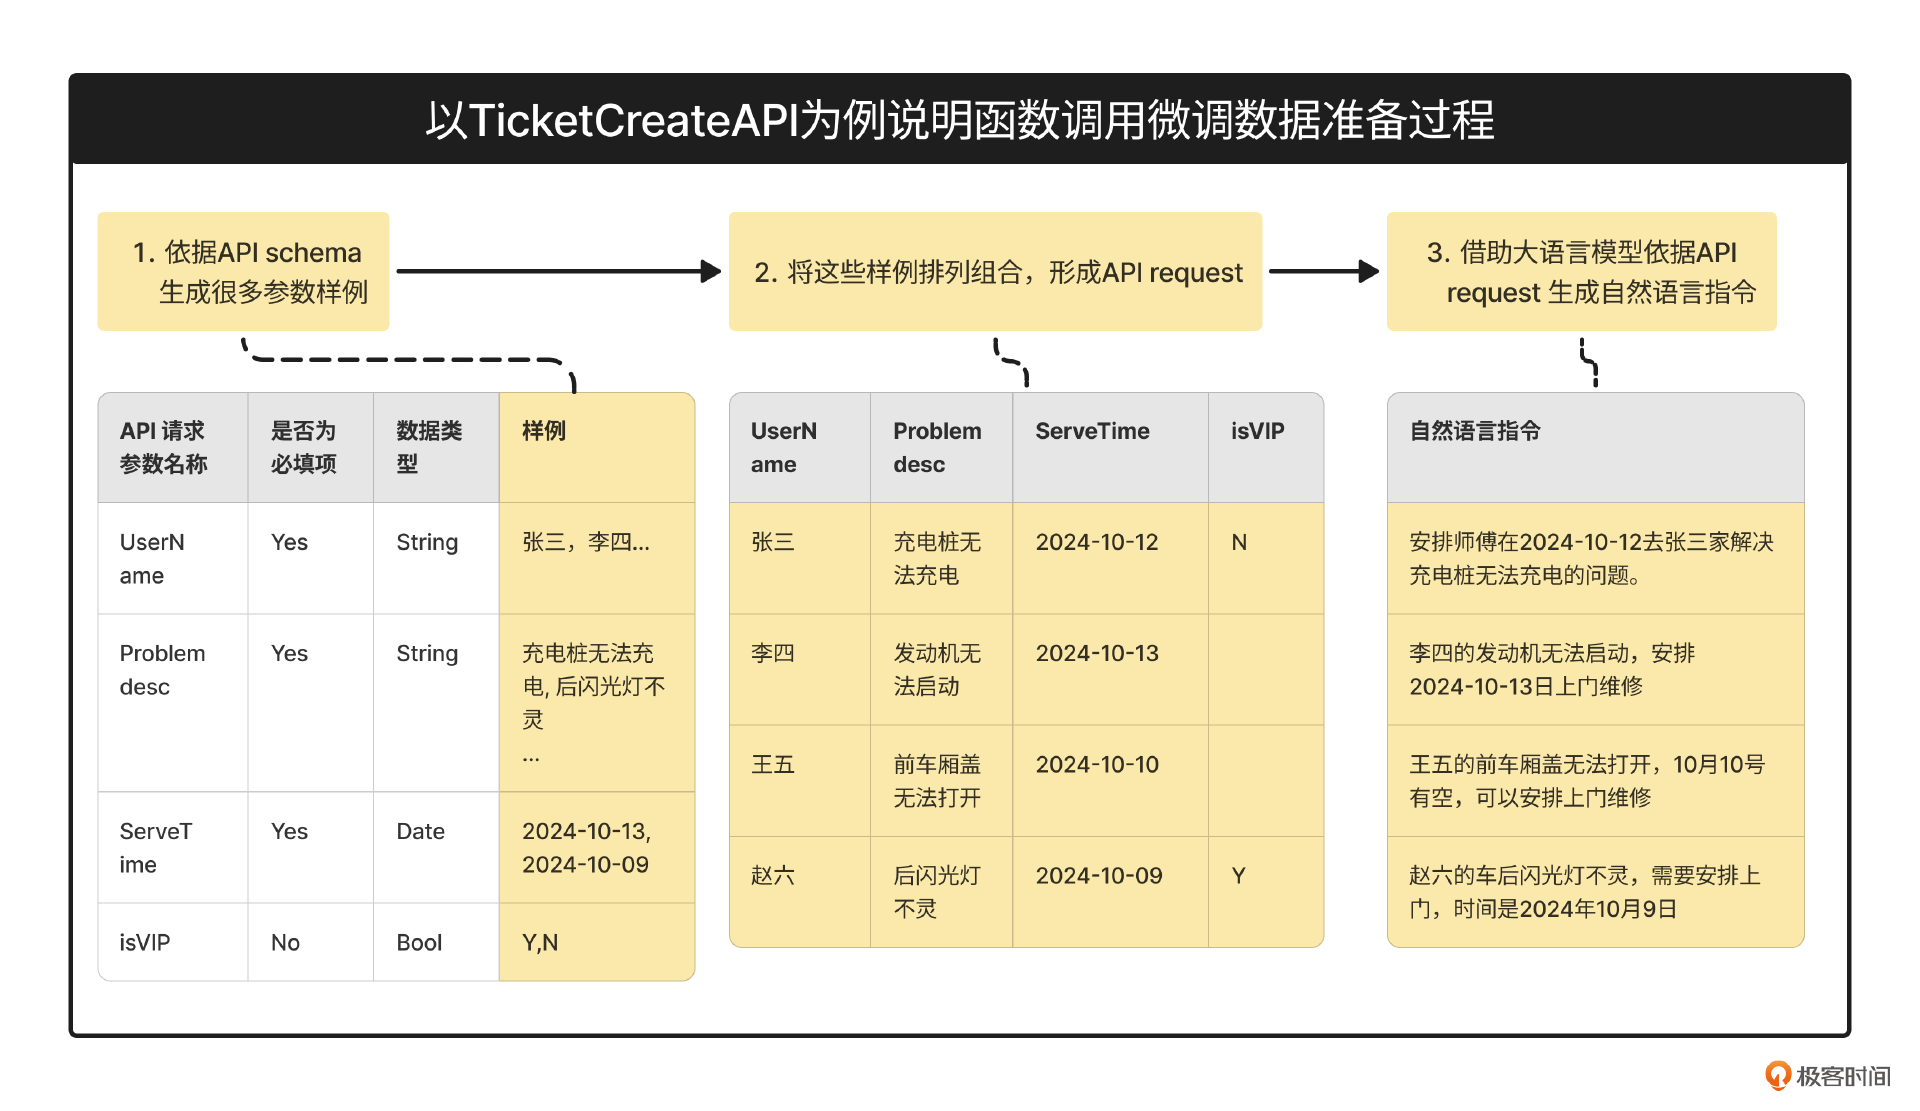 以TicketCreateAPI为例说明函数调用微调数据准备过程
1. 依据API schema
生成很多参数样例
2. 将这些样例排列组合，形成API request
3. 借助大语言模型依据API
request 生成自然语言指令
API 请求
参数名称
是否为
必填项
数据类
型
样例
UserN
ame
Yes
String
张三，李四...
Problem
desc
Yes
String
充电桩无法充
电, 后闪光灯不
灵
...
ServeT
ime
Yes
Date
2024-10-13,
2024-10-09
isVIP
No
Bool
Y,N
UserN
ame
Problem
desc
ServeTime
isVIP
张三
充电桩无
法充电
2024-10-12
N
李四
发动机无
法启动
2024-10-13
王五
前车厢盖
无法打开
2024-10-10
赵六
后闪光灯
不灵
2024-10-09
Y
自然语言指令
安排师傅在2024-10-12去张三家解决
充电桩无法充电的问题。
李四的发动机无法启动，安排
2024-10-13日上门维修
王五的前车厢盖无法打开，10月10号
有空，可以安排上门维修
赵六的车后闪光灯不灵，需要安排上
门，时间是2024年10月9日
极客时间